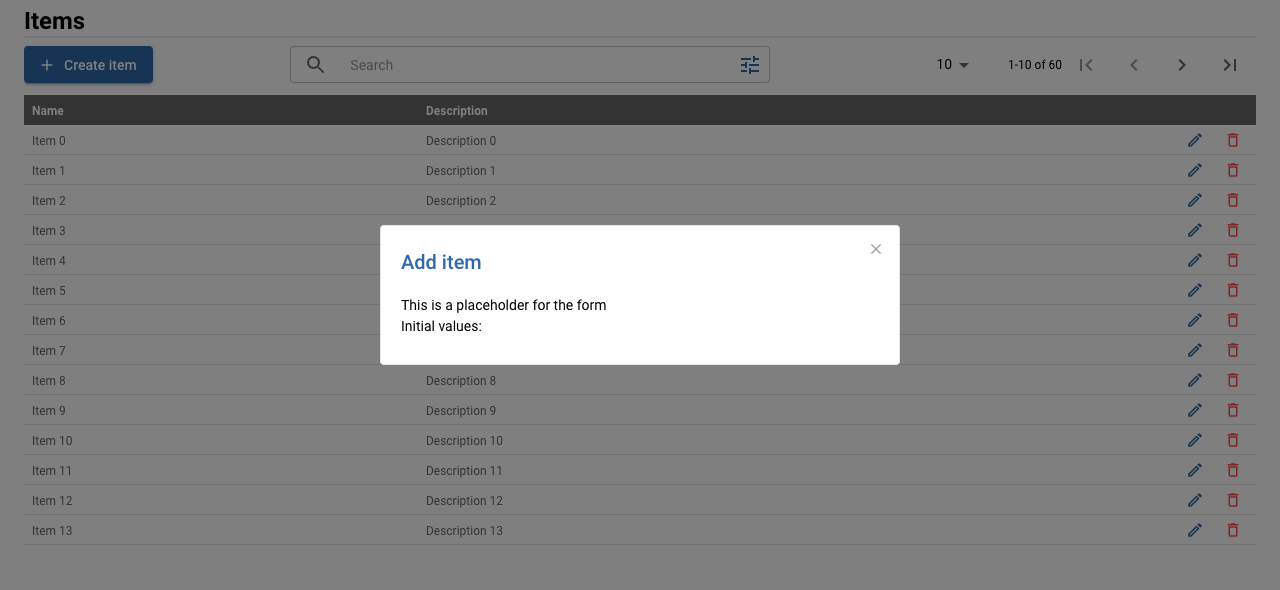 Items
Create item
Search
10
1-10 of 60
Name Description
Item 0 Description 0
Item 1 Description 1
Item 2 Description 2
Item 3
Item 4
Item 5
Item 6
Item 7
Add item
This is a placeholder for the form
Initial values:
Item 8 Description 8
Item 9 Description 9
Item 10 Description 10
Item 11 Description 11
Item 12 Description 12
Item 13 Description 13